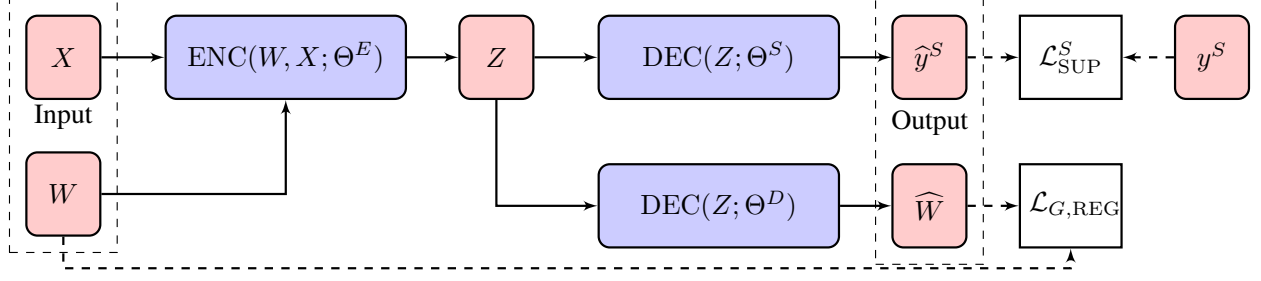 X
ENC(W, X; Θ^E)
Z
DEC(Z; Θ^S)
ŷ^S
ℒ^S_SUP
y^S
Input
Output
W
DEC(Z; Θ^D)
Ŵ
ℒ_G,REG